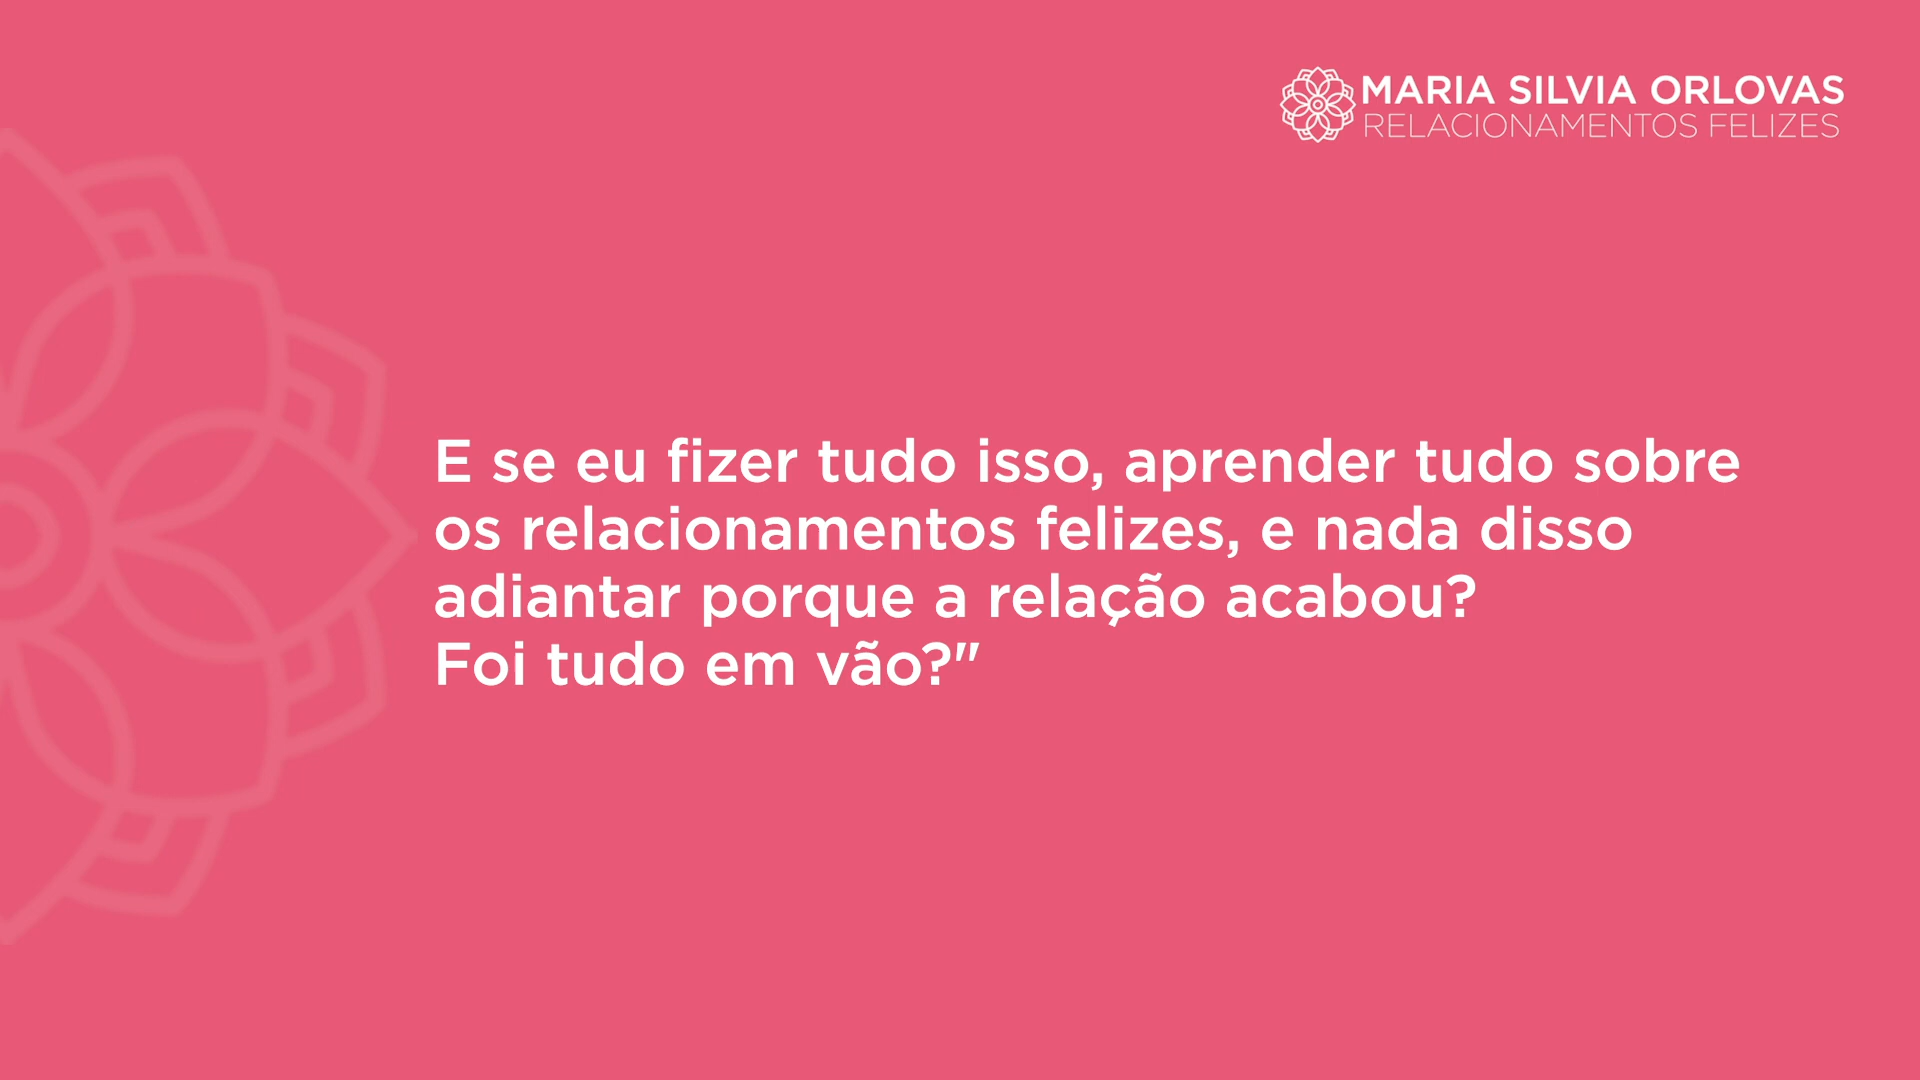 MARIA SILVIA ORLOVAS
RELACIONAMENTOS FELIZES
E se eu fizer tudo isso, aprender tudo sobre
os relacionamentos felizes, e nada disso
adiantar porque a relação acabou?
Foi tudo em vão?"